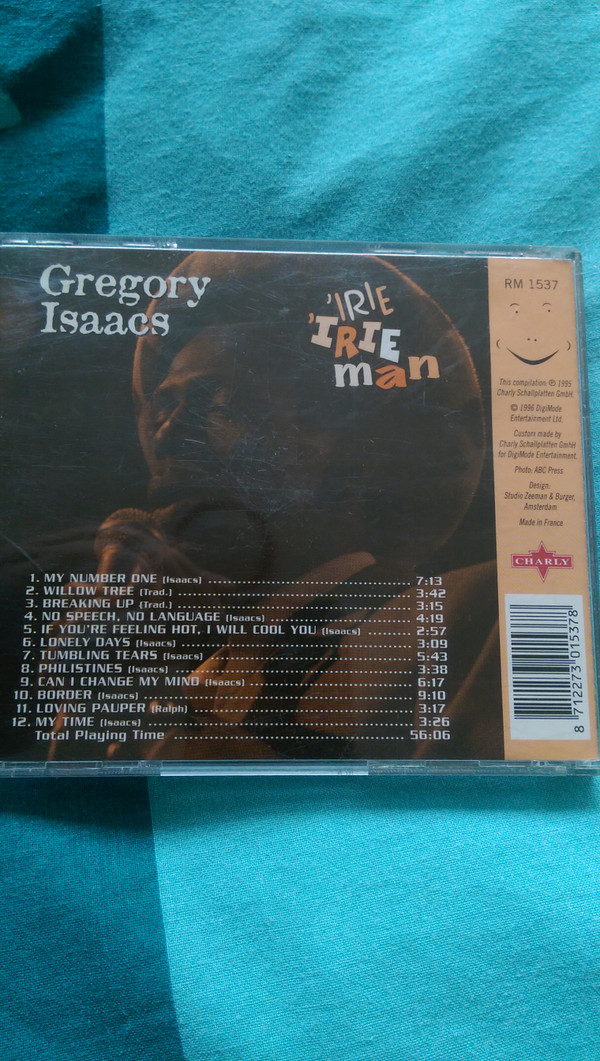 Gregory
Isaacs
'IRIE
'IRIE
man
RM 1537
This compilation ℗ 1995
Charly Schallplatten GmbH.
© 1996 DigiMode
Entertainment Ltd.
Custors made by
Charly Schallplatten GmbH
for DigiMode Entertainment.
Photo: ABC Press
Design:
Studio Zeeman & Burger,
Amsterdam
Made in France
CHARLY
8 712273 015378
1. MY NUMBER ONE (Isaacs) 7:13
2. WILLOW TREE (Trad.) 3:42
3. BREAKING UP (Trad.) 3:15
4. NO SPEECH, NO LANGUAGE (Isaacs) 4:19
5. IF YOU'RE FEELING HOT, I WILL COOL YOU (Isaacs) 2:57
6. LONELY DAYS (Isaacs) 3:09
7. TUMBLING TEARS (Isaacs) 5:43
8. PHILISTINES (Isaacs) 3:38
9. CAN I CHANGE MY MIND (Isaacs) 6:17
10. BORDER (Isaacs) 9:10
11. LOVING PAUPER (Ralph) 3:17
12. MY TIME (Isaacs) 3:26
Total Playing Time 56:06